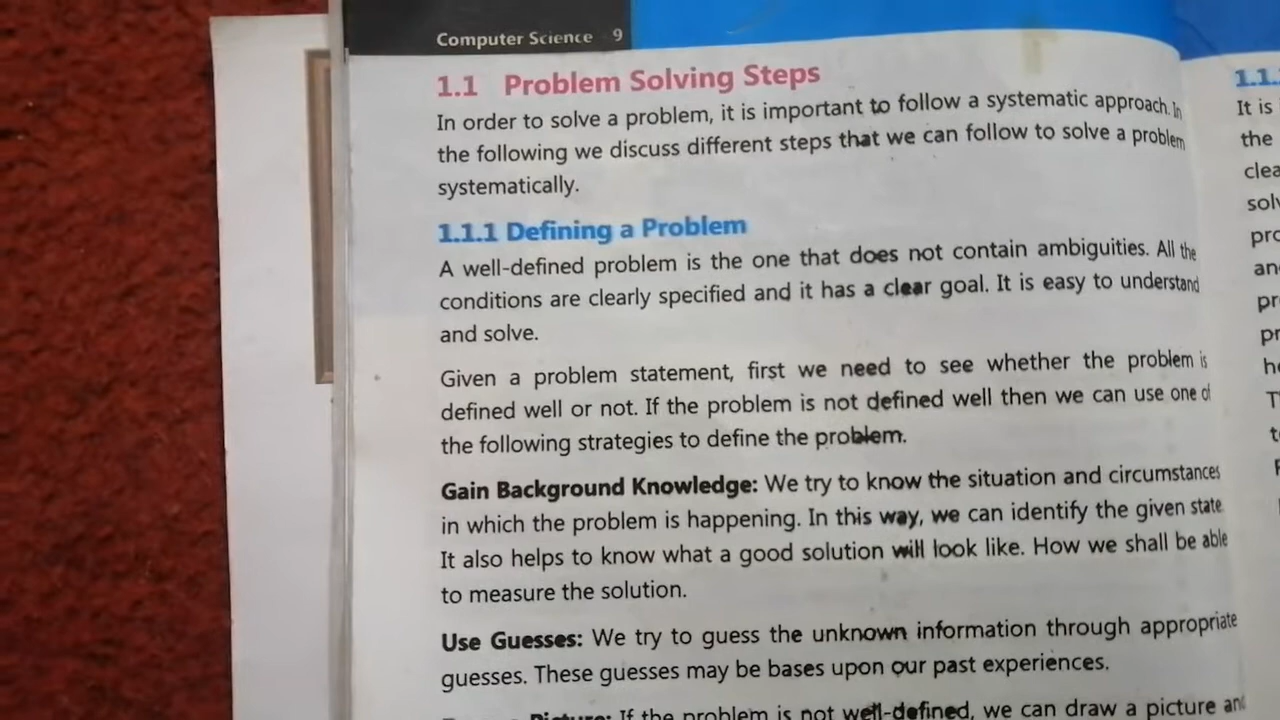 Computer Science 9
1.1 Problem Solving Steps
In order to solve a problem, it is important to follow a systematic approach. In
the following we discuss different steps that we can follow to solve a problem
systematically.
1.1.1 Defining a Problem
A well-defined problem is the one that does not contain ambiguities. All the
conditions are clearly specified and it has a clear goal. It is easy to understand
and solve.
Given a problem statement, first we need to see whether the problem is
defined well or not. If the problem is not defined well then we can use one of
the following strategies to define the problem.
Gain Background Knowledge: We try to know the situation and circumstances
in which the problem is happening. In this way, we can identify the given state
It also helps to know what a good solution will look like. How we shall be able
to measure the solution.
Use Guesses: We try to guess the unknown information through appropriate
guesses. These guesses may be bases upon our past experiences.
Picture: If the problem is not well-defined, we can draw a picture and
1.1.
It is
the